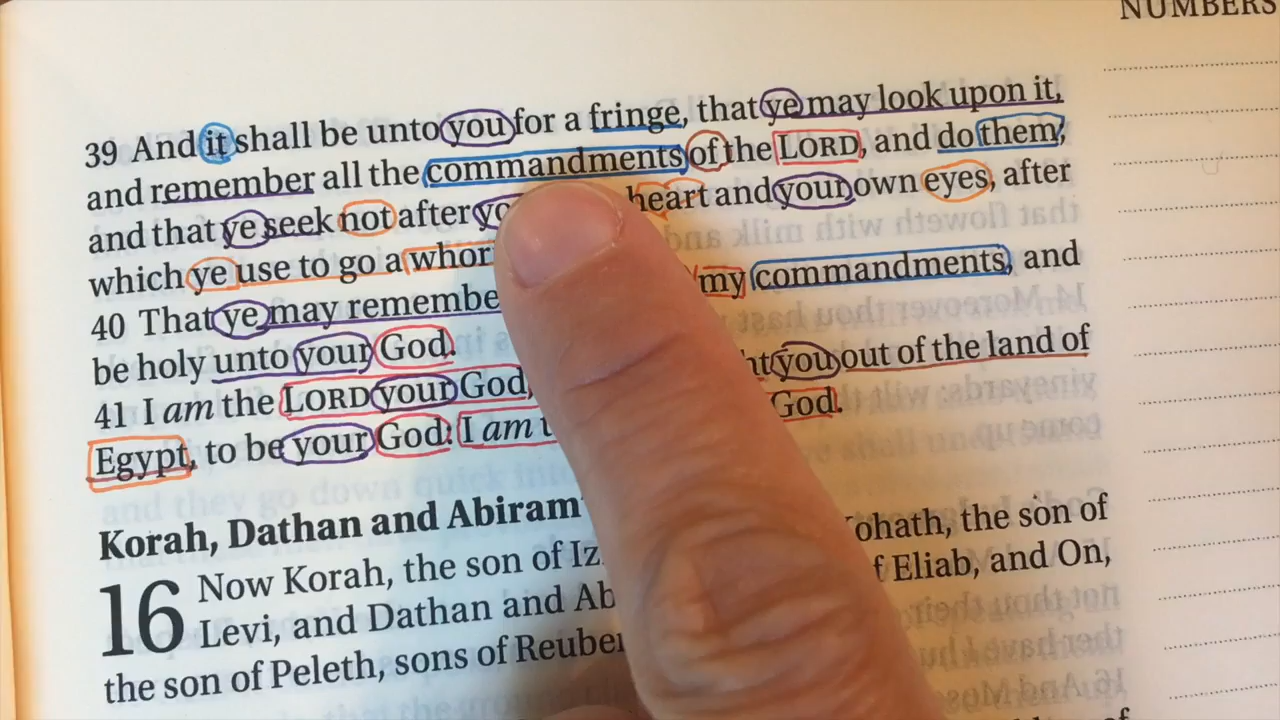 NUMBERS
39 And it shall be unto you for a fringe, that ye may look upon it,
and remember all the commandments of the LORD, and do them;
and that ye seek not after yo heart and your own eyes, after
which ye use to go a whor
40 That ye may remembe my commandments, and
be holy unto your God.
41 I am the LORD your God, you out of the land of
Egypt, to be your God: I am God.
Korah, Dathan and Abiram
16 Now Korah, the son of Iz ohath, the son of
Levi, and Dathan and Ab f Eliab, and On,
the son of Peleth, sons of Reube